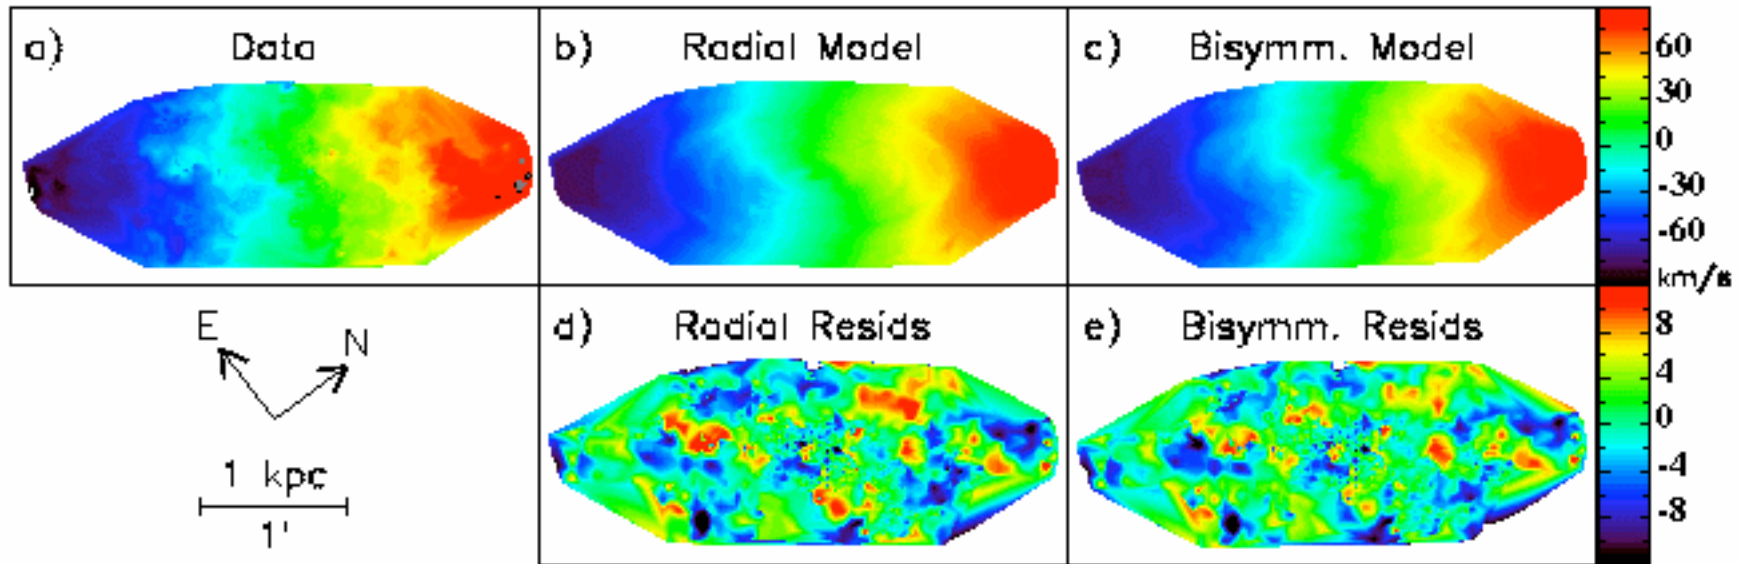 a) Data
b) Radial Model
c) Bisymm. Model
60
30
0
-30
-60
km/s
E
N
1 kpc
1'
d) Radial Resids
e) Bisymm. Resids
8
4
0
-4
-8